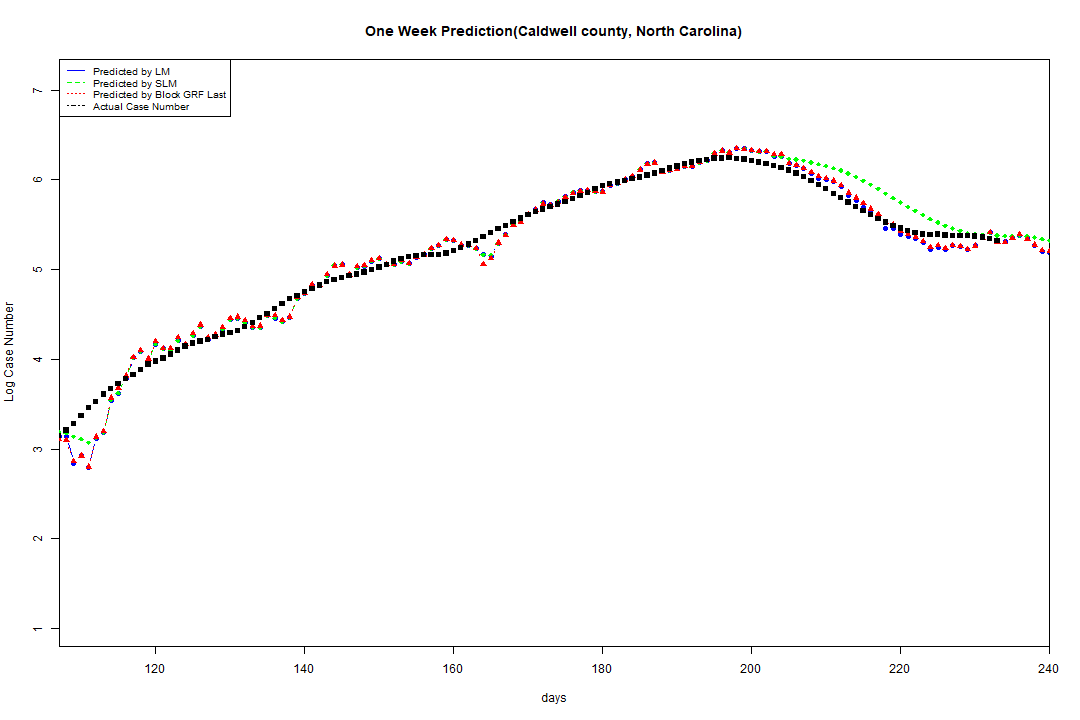 One Week Prediction(Caldwell county, North Carolina)
Predicted by LM
Predicted by SLM
Predicted by Block GRF Last
Actual Case Number
7
6
5
4
3
2
1
Log Case Number
120 140 160 180 200 220 240
days